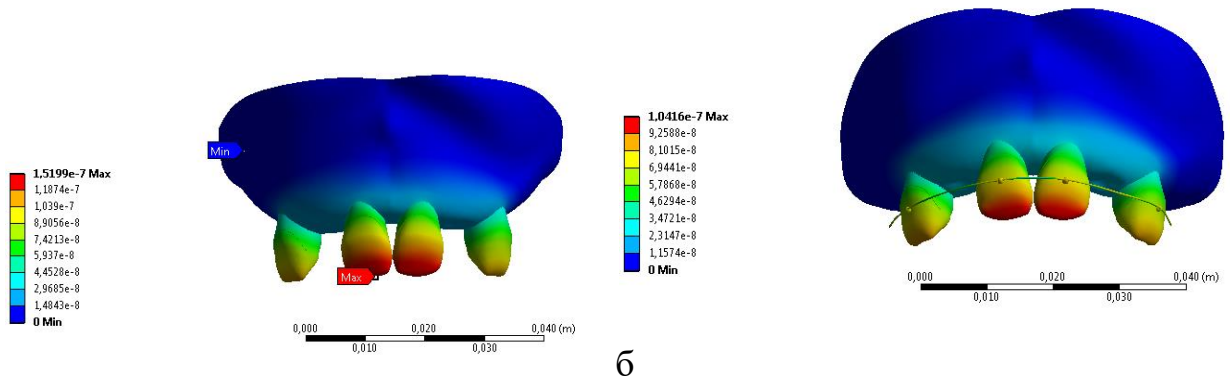 1,5199e-7 Max
1,1874e-7
1,039e-7
8,9056e-8
7,4213e-8
5,937e-8
4,4528e-8
2,9685e-8
1,4843e-8
0 Min
Min
Max
0,000 0,020 0,040 (m)
0,010 0,030
б
1,0416e-7 Max
9,2588e-8
8,1015e-8
6,9441e-8
5,7868e-8
4,6294e-8
3,4721e-8
2,3147e-8
1,1574e-8
0 Min
0,000 0,020 0,040 (m)
0,010 0,030